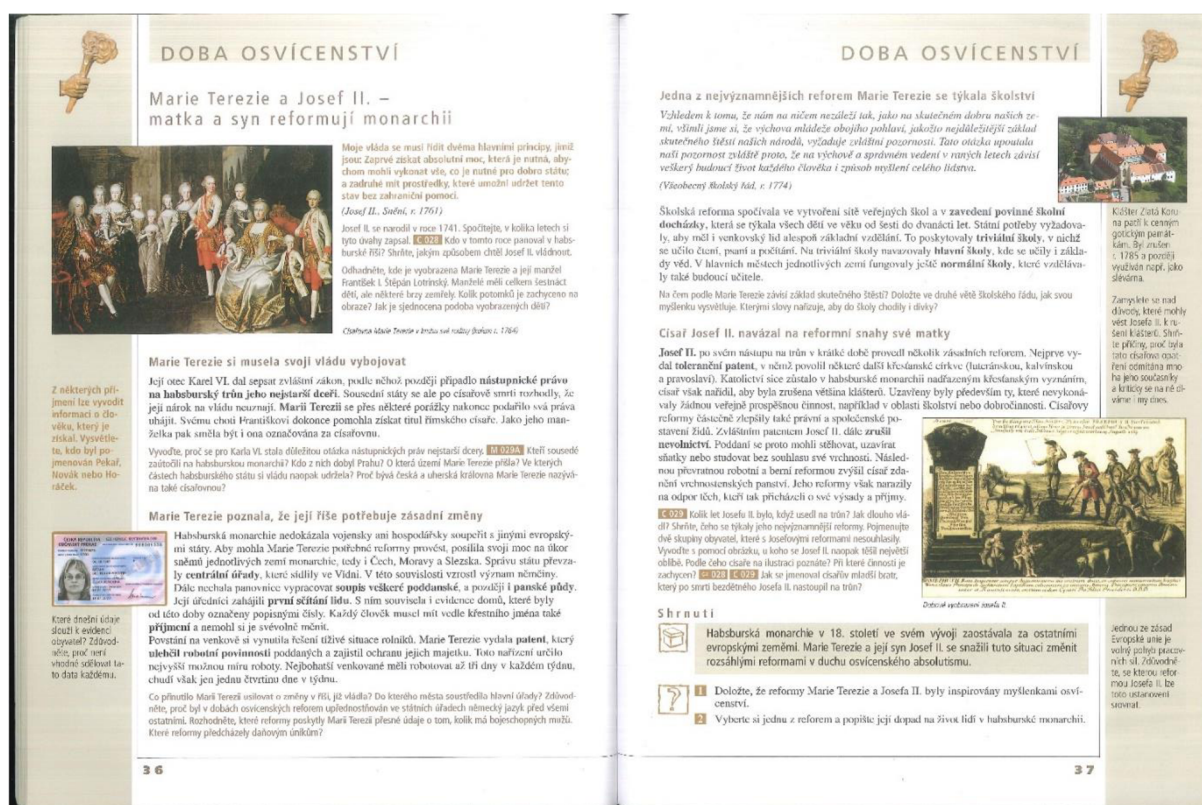 DOBA OSVÍCENSTVÍ
Marie Terezie a Josef II. –
matka a syn reformují monarchii
Moje vláda se musí řídit dvěma hlavními principy, jimiž
jsou: Zaprvé získat absolutní moc, která je nutná, aby-
chom mohli vykonat vše, co je nutné pro dobro státu;
a zadruhé mít prostředky, které umožní udržet tento
stav bez zahraniční pomoci.
(Josef II., Snění, r. 1761)
Josef II. se narodil v roce 1741. Spočítejte, v kolika letech si
tyto úvahy zapsal. C 028 Kdo v tomto roce panoval v habs-
burské říši? Shrňte, jakým způsobem chtěl Josef II. vládnout.
Odhadněte, kde je vyobrazena Marie Terezie a její manžel
František I. Štěpán Lotrinský. Manželé měli celkem šestnáct
dětí, ale některé brzy zemřely. Kolik potomků je zachyceno na
obraze? Jak je sjednocena podoba vyobrazených dětí?
Císařovna Marie Terezie v kruhu své rodiny (kolem r. 1764)
Marie Terezie si musela svoji vládu vybojovat
Její otec Karel VI. dal sepsat zvláštní zákon, podle něhož později připadlo nástupnické právo
na habsburský trůn jeho nejstarší dceři. Sousední státy se ale po císařově smrti rozhodly, že
její nárok na vládu neuznají. Marii Terezii se přes některé porážky nakonec podařilo svá práva
uhájit. Svému choti Františkovi dokonce pomohla získat titul římského císaře. Jako jeho man-
želka pak směla být i ona označována za císařovnu.
Vyvoďte, proč se pro Karla VI. stala důležitou otázka nástupnických práv nejstarší dcery. M 029A Kteří sousedé
zaútočili na habsburskou monarchii? Kdo z nich dobyl Prahu? O která území Marie Terezie přišla? Ve kterých
částech habsburského státu si vládu naopak udržela? Proč bývá česká a uherská královna Marie Terezie nazývá-
na také císařovnou?
Z některých pří-
jmení lze vyvodit
informaci o člo-
věku, který je
získal. Vysvětle-
te, kdo byl po-
jmenován Pekař,
Novák nebo Ho-
ráček.
Marie Terezie poznala, že její říše potřebuje zásadní změny
Habsburská monarchie nedokázala vojensky ani hospodářsky soupeřit s jinými evropský-
mi státy. Aby mohla Marie Terezie potřebné reformy provést, posílila svoji moc na úkor
sněmů jednotlivých zemí monarchie, tedy i Čech, Moravy a Slezska. Správu státu převza-
ly centrální úřady, které sídlily ve Vídni. V této souvislosti vzrostl význam němčiny.
Dále nechala panovnice vypracovat soupis veškeré poddanské, a později i panské půdy.
Její úředníci zahájili první sčítání lidu. S ním souvisela i evidence domů, které byly
od této doby označeny popisnými čísly. Každý člověk musel mít vedle křestního jména také
příjmení a nemohl si je svévolně měnit.
Povstání na venkově si vynutila řešení tíživé situace rolníků. Marie Terezie vydala patent, který
ulehčil robotní povinnosti poddaných a zajistil ochranu jejich majetku. Toto nařízení určilo
nejvyšší možnou míru roboty. Nejbohatší venkované měli robotovat až tři dny v každém týdnu,
chudí však jen jednu čtvrtinu dne v týdnu.
Co přinutilo Marii Terezii usilovat o změny v říši, jíž vládla? Do kterého města soustředila hlavní úřady? Zdůvod-
něte, proč byl v dobách osvícenských reforem upřednostňován ve státních úřadech německý jazyk před všemi
ostatními. Rozhodněte, které reformy poskytly Marii Terezii přesné údaje o tom, kolik má bojeschopných mužů.
Které reformy předcházely daňovým únikům?
Které dnešní údaje
slouží k evidenci
obyvatel? Zdůvod-
něte, proč není
vhodné sdělovat ta-
to data každému.
36
DOBA OSVÍCENSTVÍ
Jedna z nejvýznamnějších reforem Marie Terezie se týkala školství
Vzhledem k tomu, že nám na ničem nezáleží tak, jako na skutečném dobru našich ze-
mí, všimli jsme si, že výchova mládeže obojího pohlaví, jakožto nejdůležitější základ
skutečného štěstí našich národů, vyžaduje zvláštní pozornosti. Tato otázka upoutala
naši pozornost zvláště proto, že na výchově a správném vedení v raných letech závisí
veškerý budoucí život každého člověka i způsob myšlení celého lidstva.
(Všeobecný školský řád, r. 1774)
Školská reforma spočívala ve vytvoření sítě veřejných škol a v zavedení povinné školní
docházky, která se týkala všech dětí ve věku od šesti do dvanácti let. Státní potřeby vyžadova-
ly, aby měl i venkovský lid alespoň základní vzdělání. To poskytovaly triviální školy, v nichž
se učilo čtení, psaní a počítání. Na triviální školy navazovaly hlavní školy, kde se učily i zákla-
dy věd. V hlavních městech jednotlivých zemí fungovaly ještě normální školy, které vzděláva-
ly také budoucí učitele.
Na čem podle Marie Terezie závisí základ skutečného štěstí? Doložte ve druhé větě školského řádu, jak svou
myšlenku vysvětluje. Kterými slovy nařizuje, aby do školy chodily i dívky?
Císař Josef II. navázal na reformní snahy své matky
Josef II. po svém nástupu na trůn v krátké době provedl několik zásadních reforem. Nejprve vy-
dal toleranční patent, v němž povolil některé další křesťanské církve (luteránskou, kalvínskou
a pravoslaví). Katolictví sice zůstalo v habsburské monarchii nadřazeným křesťanským vyznáním,
císař však nařídil, aby byla zrušena většina klášterů. Uzavřeny byly především ty, které nevykoná-
valy žádnou veřejně prospěšnou činnost, například v oblasti školství nebo dobročinnosti. Císařovy
reformy částečně zlepšily také právní a společenské po-
stavení židů. Zvláštním patentem Josef II. dále zrušil
nevolnictví. Poddaní se proto mohli stěhovat, uzavírat
sňatky nebo studovat bez souhlasu své vrchnosti. Násled-
nou převratnou robotní a berní reformou zvýšil císař zda-
nění vrchnostenských panství. Jeho reformy však narazily
na odpor těch, kteří tak přicházeli o své výsady a příjmy.
C 029 Kolik let Josefu II. bylo, když usedl na trůn? Jak dlouho vlá-
dl? Shrňte, čeho se týkaly jeho nejvýznamnější reformy. Pojmenujte
dvě skupiny obyvatel, které s Josefovými reformami nesouhlasily.
Vyvoďte s pomocí obrázku, u koho se Josef II. naopak těšil největší
oblibě. Podle čeho císaře na ilustraci poznáte? Při které činnosti je
zachycen? 028 C 029 Jak se jmenoval císařův mladší bratr,
který po smrti bezdětného Josefa II. nastoupil na trůn?
Dobové vyobrazení Josefa II.
Shrnutí
Habsburská monarchie v 18. století ve svém vývoji zaostávala za ostatními
evropskými zeměmi. Marie Terezie a její syn Josef II. se snažili tuto situaci změnit
rozsáhlými reformami v duchu osvícenského absolutismu.
1 Doložte, že reformy Marie Terezie a Josefa II. byly inspirovány myšlenkami osví-
cenství.
2 Vyberte si jednu z reforem a popište její dopad na život lidí v habsburské monarchii.
Klášter Zlatá Koru-
na patří k cenným
gotickým památ-
kám. Byl zrušen
r. 1785 a později
využíván např. jako
slévárna.
Zamyslete se nad
důvody, které mohly
vést Josefa II. k ru-
šení klášterů. Shrň-
te příčiny, proč byla
tato císařova opat-
ření odmítána mno-
ha jeho současníky
a kriticky se na ně dí-
váme i my dnes.
Jednou ze zásad
Evropské unie je
volný pohyb pracov-
ních sil. Zdůvodně-
te, se kterou refor-
mou Josefa II. lze
toto ustanovení
srovnat.
37